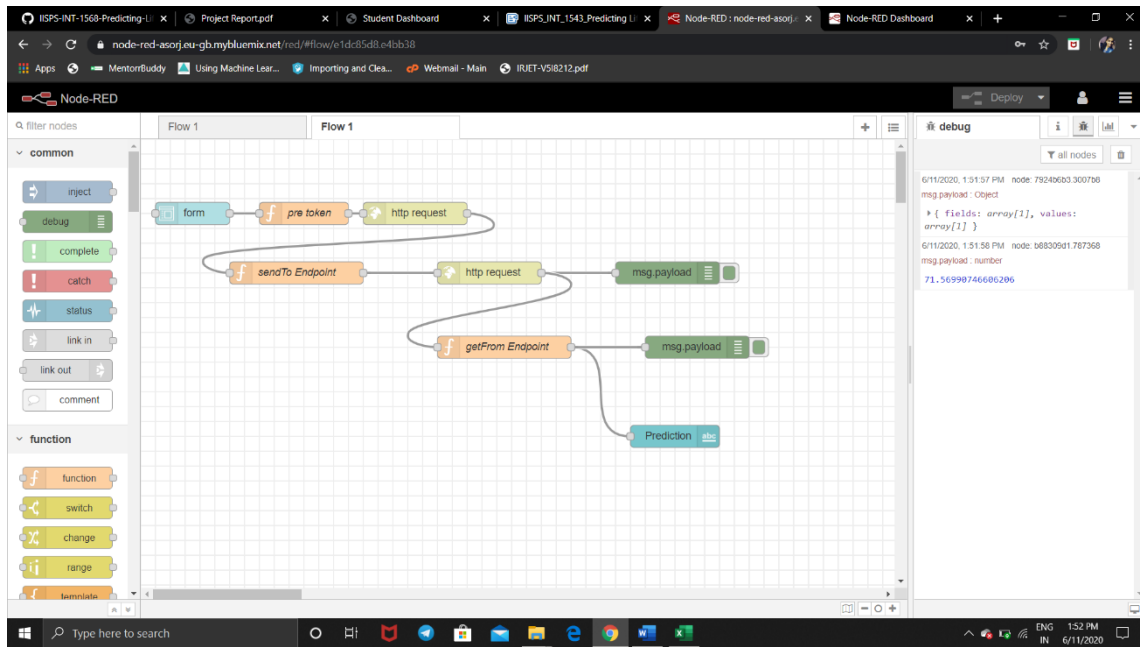 IISPS-INT-1568-Predicting-Li
Project Report.pdf
Student Dashboard
IISPS_INT_1543_Predicting Li
Node-RED : node-red-asorj.e
Node-RED Dashboard
node-red-asorj.eu-gb.mybluemix.net/red/#flow/e1dc85d8.e4bb38
Apps
MentorrBuddy
Using Machine Lear...
Importing and Clea...
Webmail - Main
IRJET-V5I8212.pdf
Node-RED
Deploy
filter nodes
Flow 1
Flow 1
debug
i
common
all nodes
inject
debug
complete
catch
status
link in
link out
comment
function
function
switch
change
range
template
form
pre token
http request
sendTo Endpoint
http request
msg.payload
getFrom Endpoint
msg.payload
Prediction
abc
6/11/2020, 1:51:57 PM node: 7924b6b3.3007b8
msg.payload : Object
{ fields: array[1], values:
array[1] }
6/11/2020, 1:51:58 PM node: b88309d1.787368
msg.payload : number
71.56990746606206
Type here to search
ENG
IN
1:52 PM
6/11/2020